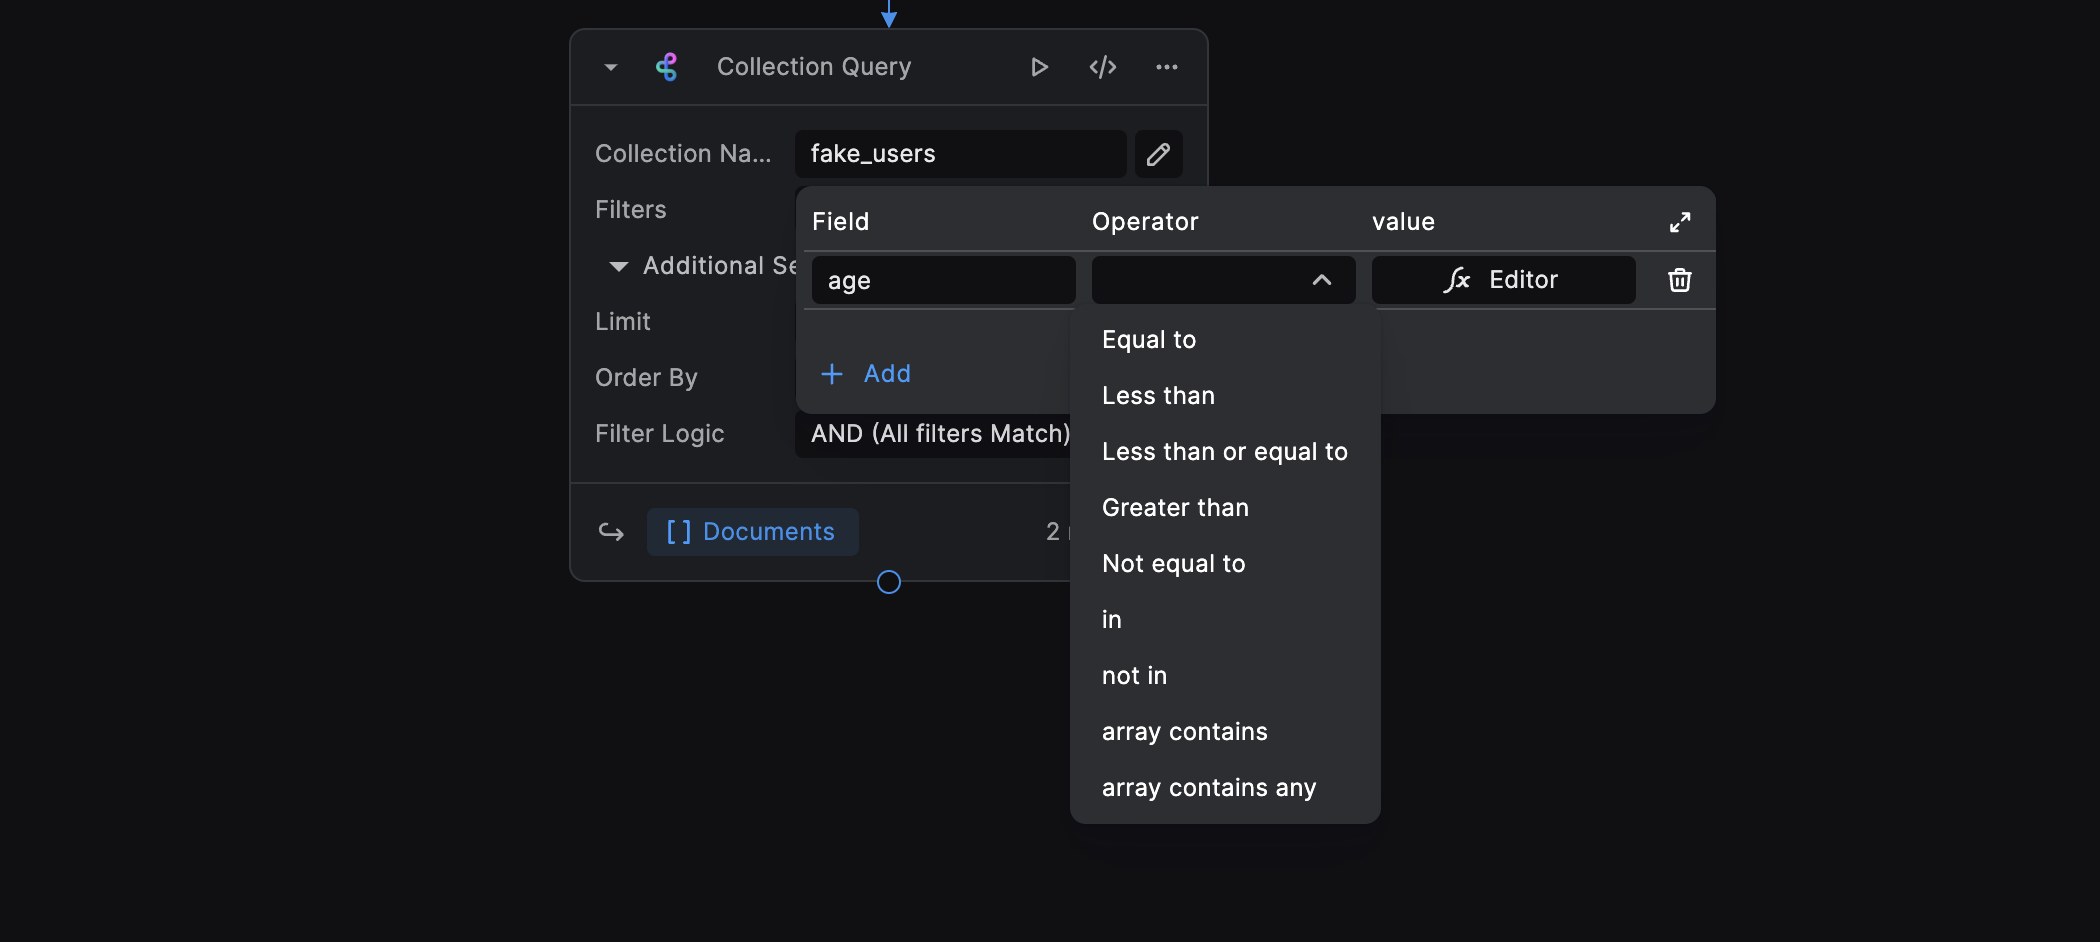 Collection Query
Collection Na...
fake_users
Filters
Field Operator value
Additional Se
age
fx Editor
Limit
Equal to
Add
Order By
Less than
Filter Logic
AND (All filters Match)
Less than or equal to
Greater than
[ ] Documents
2
Not equal to
in
not in
array contains
array contains any